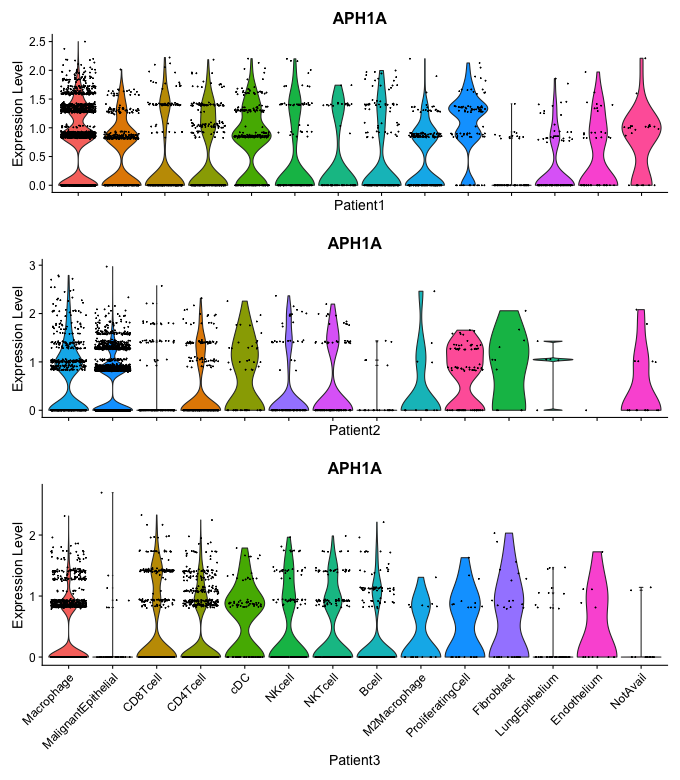 APH1A
Expression Level
2.5
2.0
1.5
1.0
0.5
0.0
Patient1
APH1A
Expression Level
3
2
1
0
Patient2
APH1A
Expression Level
2
1
0
Macrophage
MalignantEpithelial
CD8Tcell
CD4Tcell
cDC
NKcell
NKTcell
Bcell
M2Macrophage
ProliferatingCell
Fibroblast
LungEpithelium
Endothelium
NotAvail
Patient3